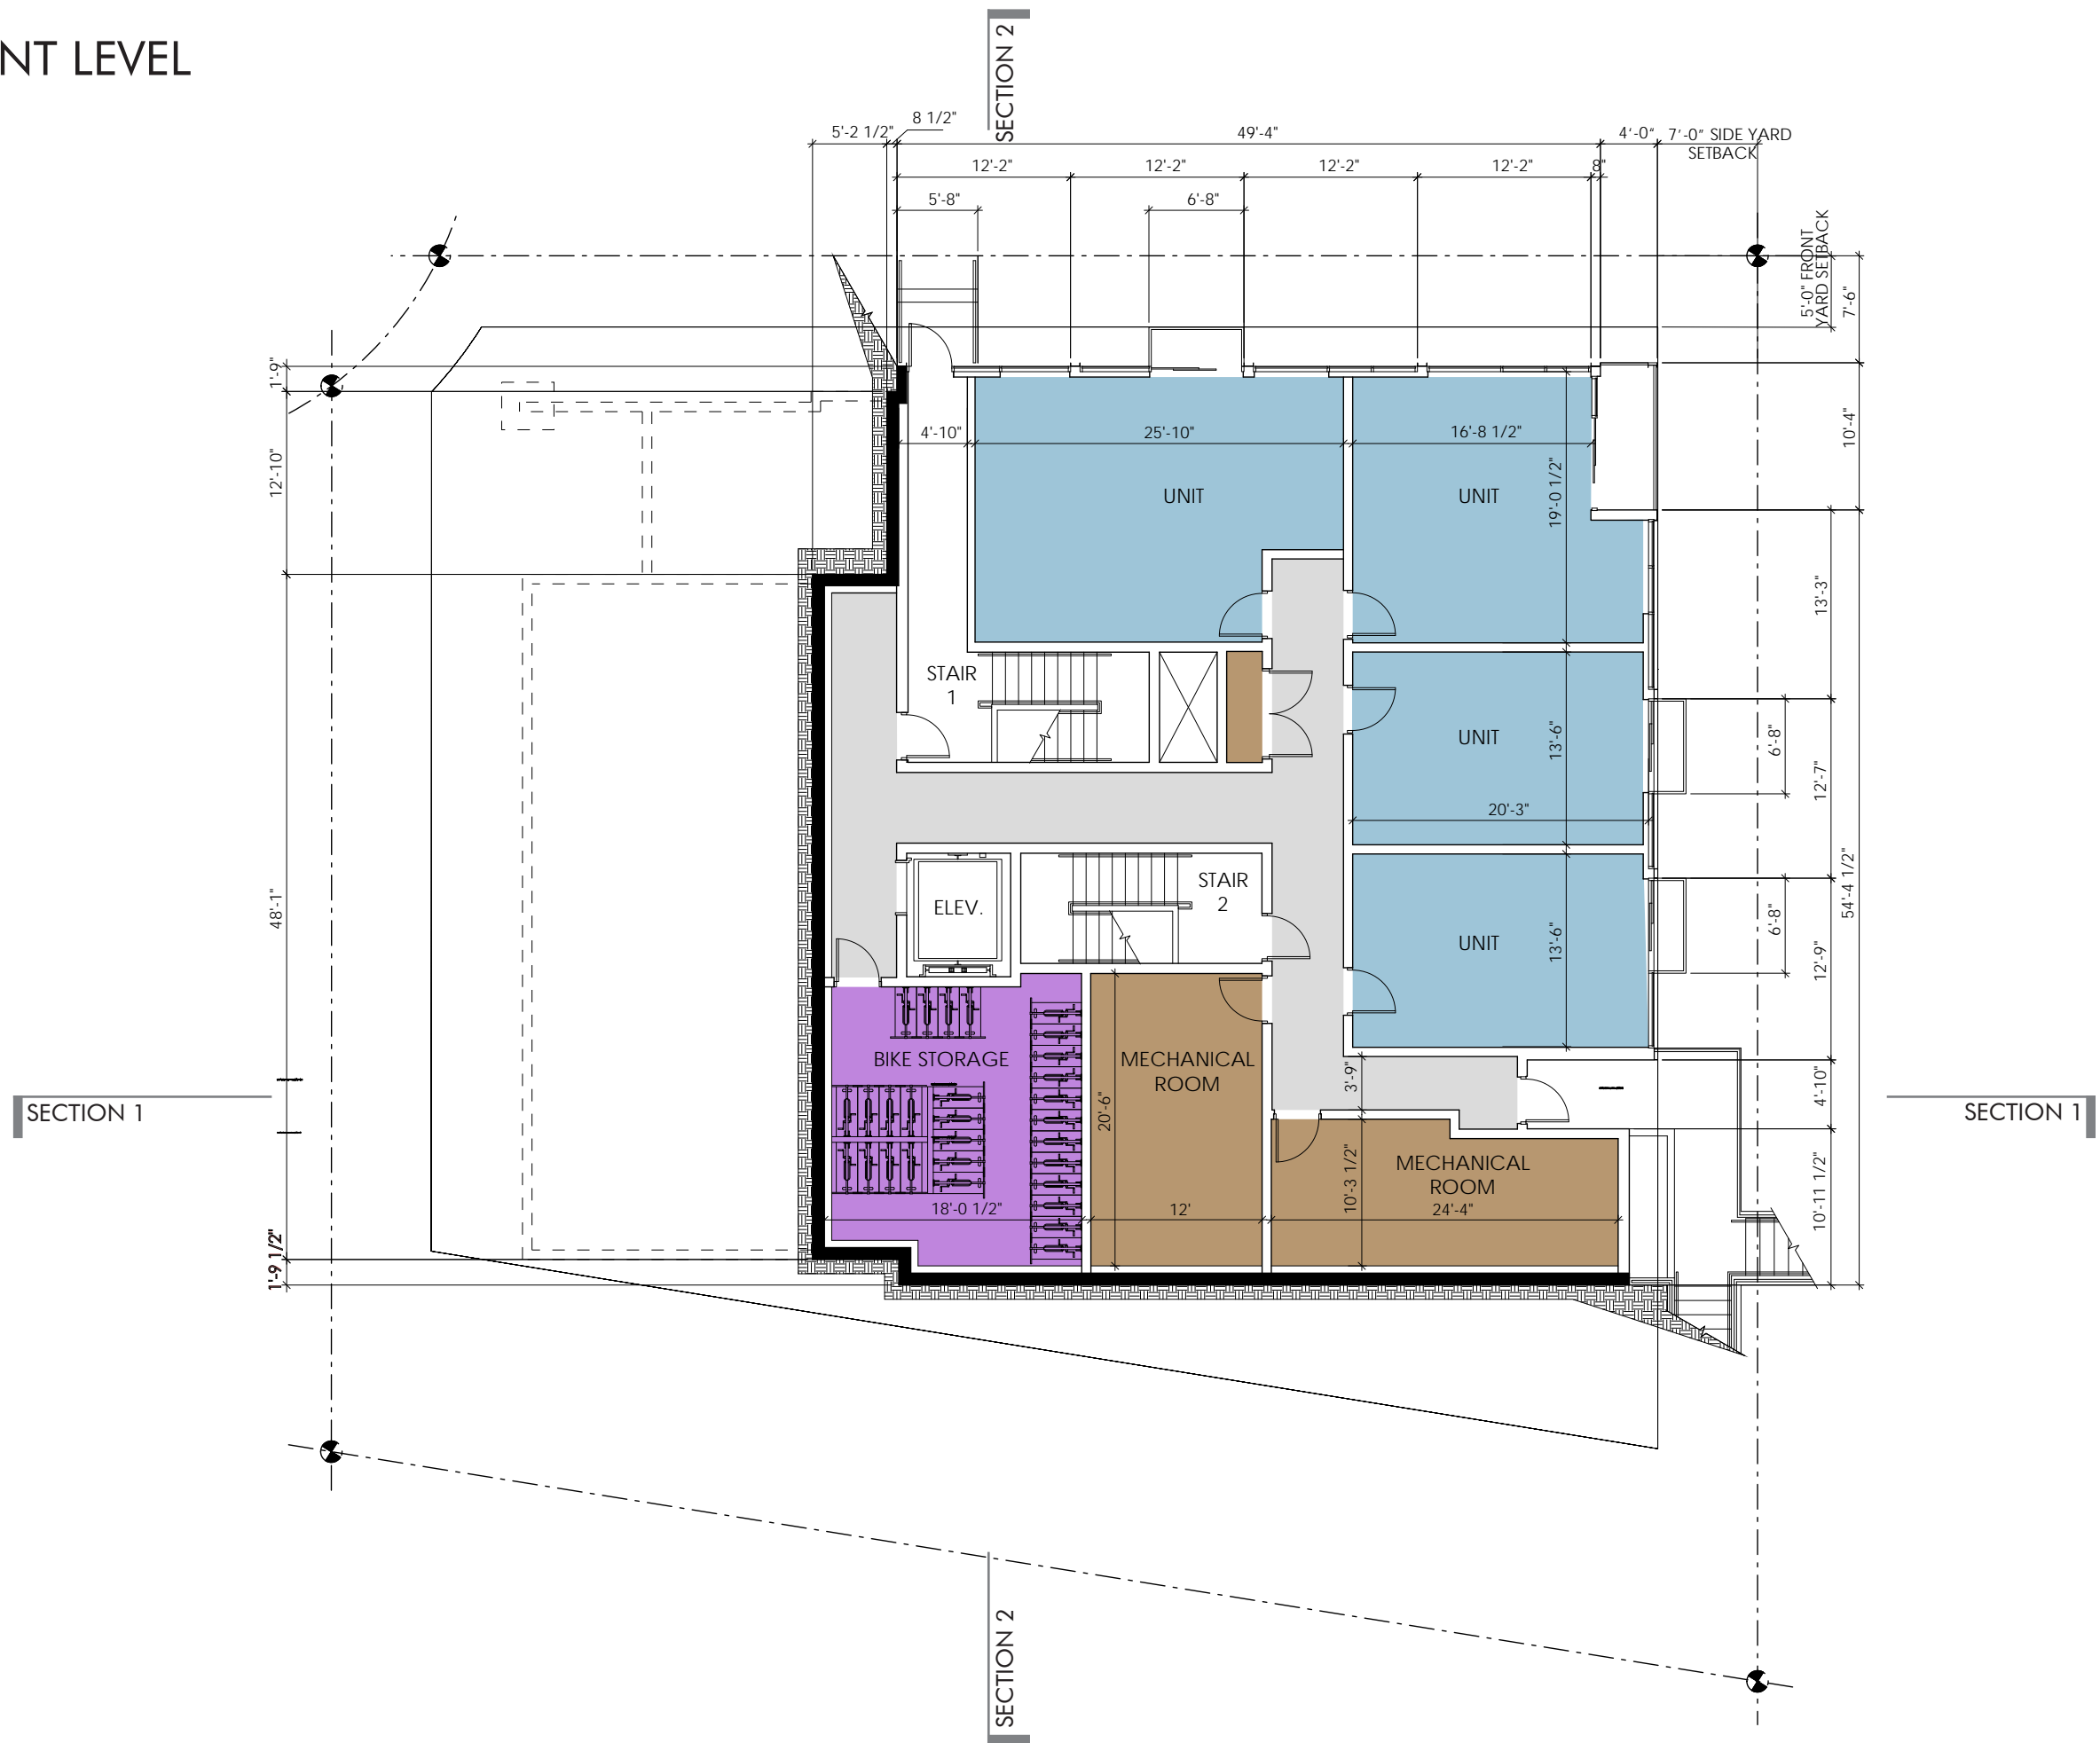 NT LEVEL
SECTION 2
5'-2 1/2"
8 1/2"
49'-4"
4'-0"
7'-0" SIDE YARD
SETBACK
12'-2"
12'-2"
12'-2"
12'-2"
8"
5'-8"
6'-8"
5'-0" FRONT
YARD SETBACK
7'-6"
1'-9"
12'-10"
48'-1"
1'-9 1/2"
4'-10"
25'-10"
16'-8 1/2"
19'-0 1/2"
UNIT
UNIT
10'-4"
13'-3"
STAIR
1
UNIT
13'-6"
20'-3"
6'-8"
12'-7"
54'-4 1/2"
ELEV.
STAIR
2
UNIT
13'-6"
6'-8"
12'-9"
BIKE STORAGE
MECHANICAL
ROOM
20'-6"
3'-9"
4'-10"
SECTION 1
SECTION 1
MECHANICAL
ROOM
10'-3 1/2"
10'-11 1/2"
18'-0 1/2"
12'
24'-4"
SECTION 2